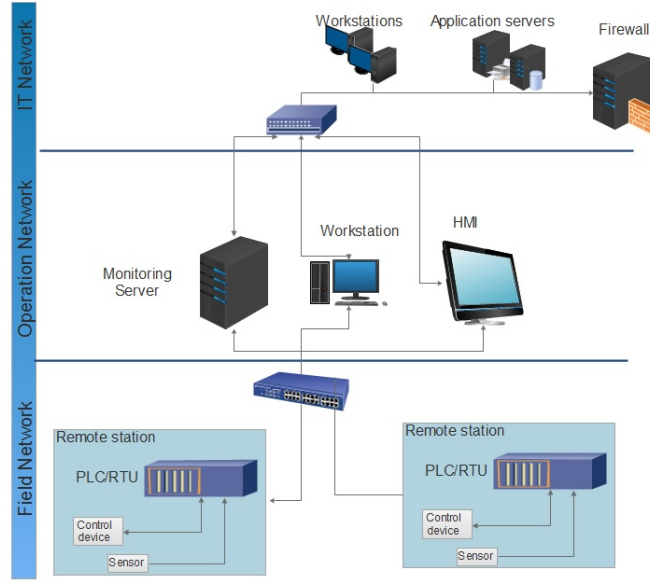 IT Network
Workstations
Application servers
Firewall
Operation Network
Monitoring
Server
Workstation
HMI
Field Network
Remote station
PLC/RTU
Control
device
Sensor
Remote station
PLC/RTU
Control
device
Sensor